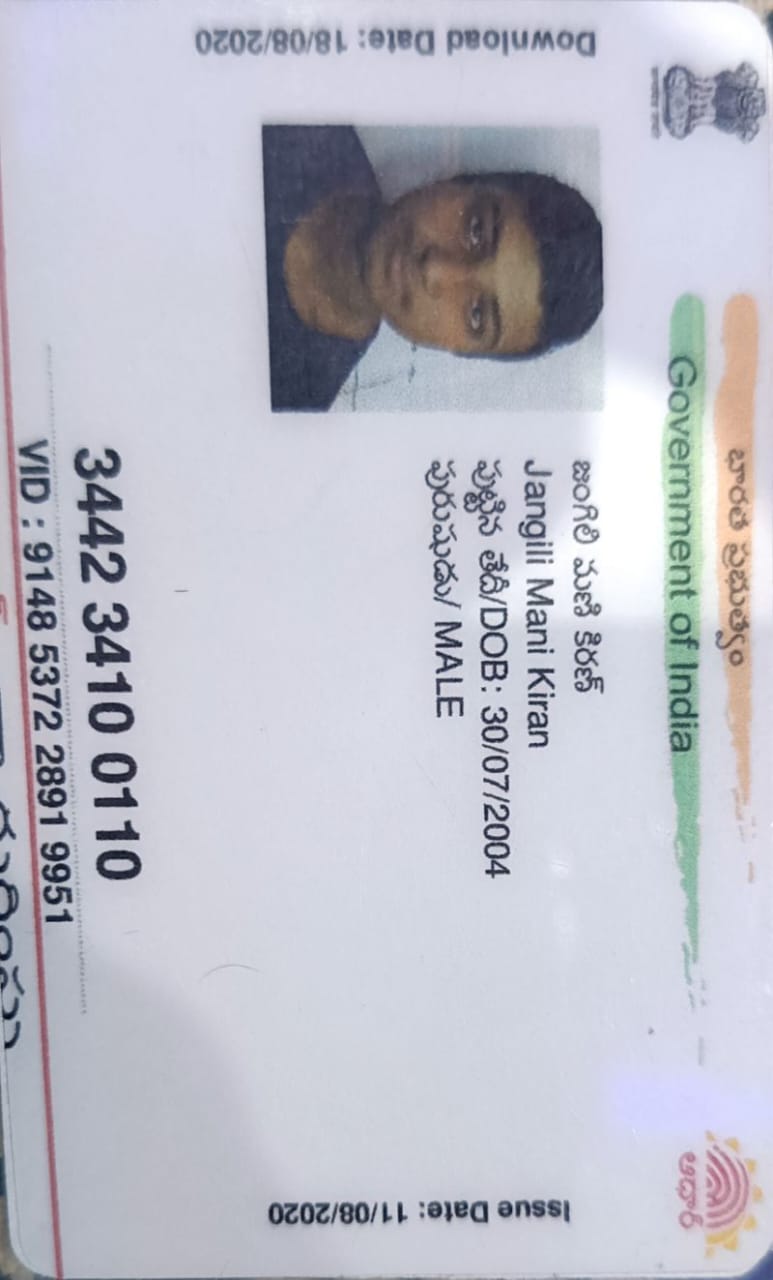 భారత ప్రభుత్వం
Government of India
Download Date: 18/08/2020
జంగిలి మణి కిరణ్
Jangili Mani Kiran
పుట్టిన తేదీ/DOB: 30/07/2004
పురుషుడు/ MALE
Issue Date: 11/08/2020
ఆధార్
3442 3410 0110
VID : 9148 5372 2891 9951